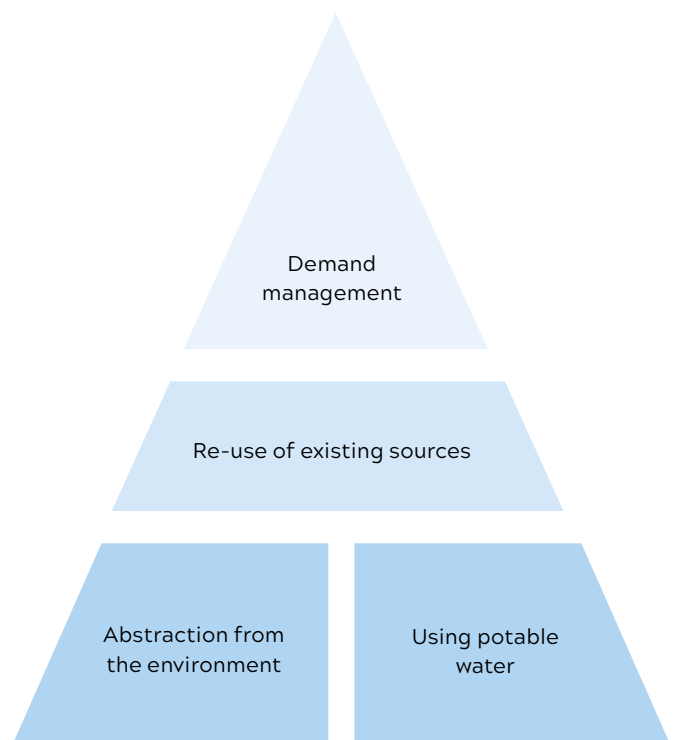 Demand
management
Re-use of existing sources
Abstraction from
the environment
Using potable
water